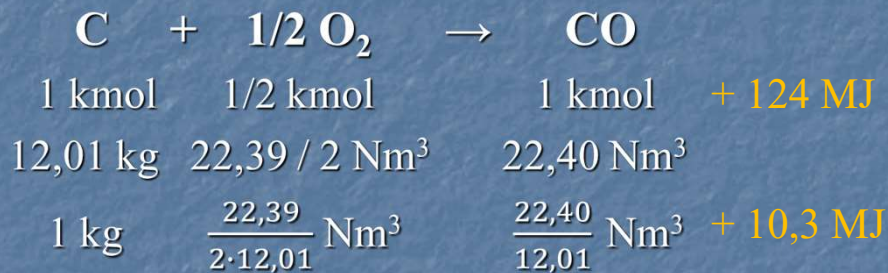 C + 1/2 O₂ → CO
1 kmol 1/2 kmol 1 kmol + 124 MJ
12,01 kg 22,39 / 2 Nm³ 22,40 Nm³
1 kg 22,39/2·12,01 Nm³ 22,40/12,01 Nm³ + 10,3 MJ